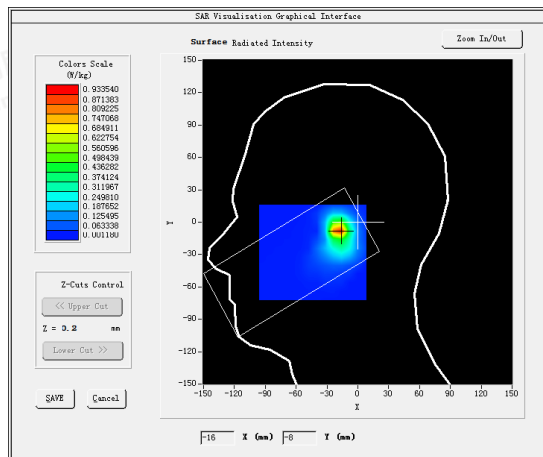 SAR Visualisation Graphical Interface
Surface Radiated Intensity
Zoom In/Out
Colors Scale
(W/kg)
0.933540
0.871383
0.809225
0.747068
0.684911
0.622754
0.560596
0.498439
0.436282
0.374124
0.311967
0.249810
0.187652
0.125495
0.063338
0.001180
Z-Cuts Control
<< Upper Cut
Z = 0.2 mm
Lower Cut >>
SAVE
Cancel
150
120
90
60
30
0
-30
-60
-90
-120
-150
Y
-150 -120 -90 -60 -30 0 30 60 90 120 150
X
-16 X (mm) -8 Y (mm)